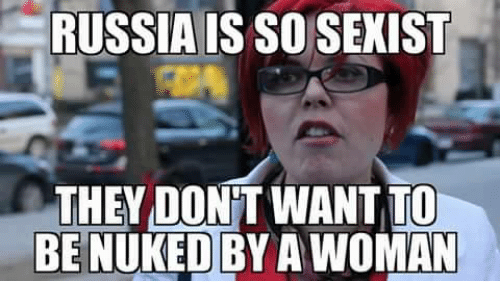 RUSSIA IS SO SEXIST
THEY DON'T WANT TO
BE NUKED BY A WOMAN